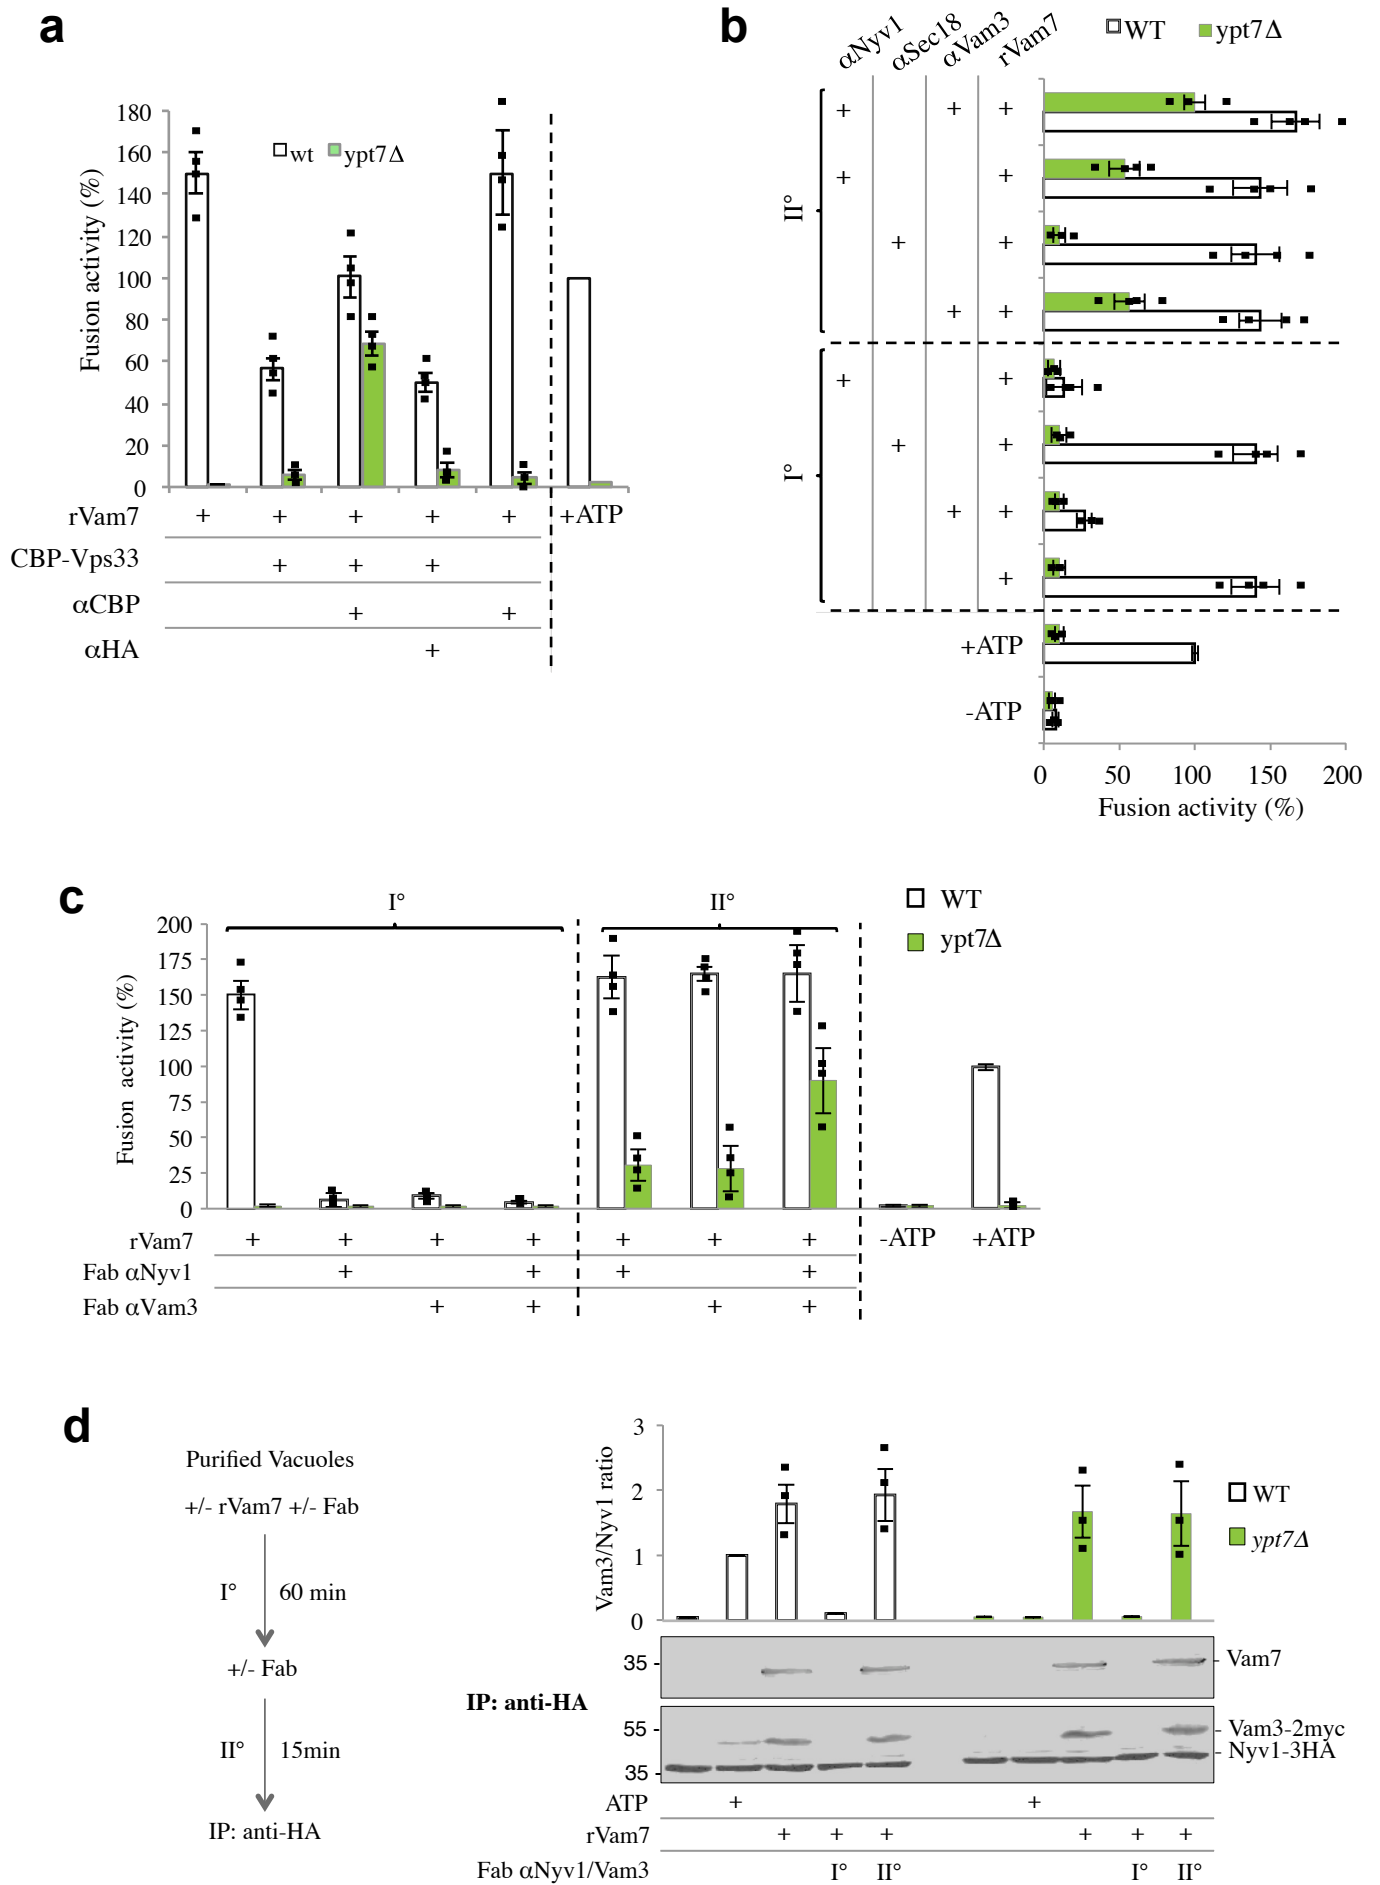 a
180
160
140
120
100
80
60
40
20
0
Fusion activity (%)
wt ypt7Δ
rVam7 + + + + + +ATP
CBP-Vps33 + + +
αCBP + +
αHA +
b
αNyv1 αSec18 αVam3 rVam7
WT ypt7Δ
II°
+ + +
+ +
+ +
+ +
I°
+ +
+ +
+ +
+
+ATP
-ATP
0 50 100 150 200
Fusion activity (%)
c
I° II°
WT
ypt7Δ
200
175
150
125
100
75
50
25
0
Fusion activity (%)
rVam7 + + + + + + + -ATP +ATP
Fab αNyv1 + + + +
Fab αVam3 + + + +
d
Purified Vacuoles
+/- rVam7 +/- Fab
I° 60 min
+/- Fab
II° 15min
IP: anti-HA
3
2
1
0
Vam3/Nyv1 ratio
WT
ypt7Δ
IP: anti-HA
35 - - Vam7
55 - - Vam3-2myc
- Nyv1-3HA
35 -
ATP + +
rVam7 + + + + + +
Fab αNyv1/Vam3 I° II° I° II°